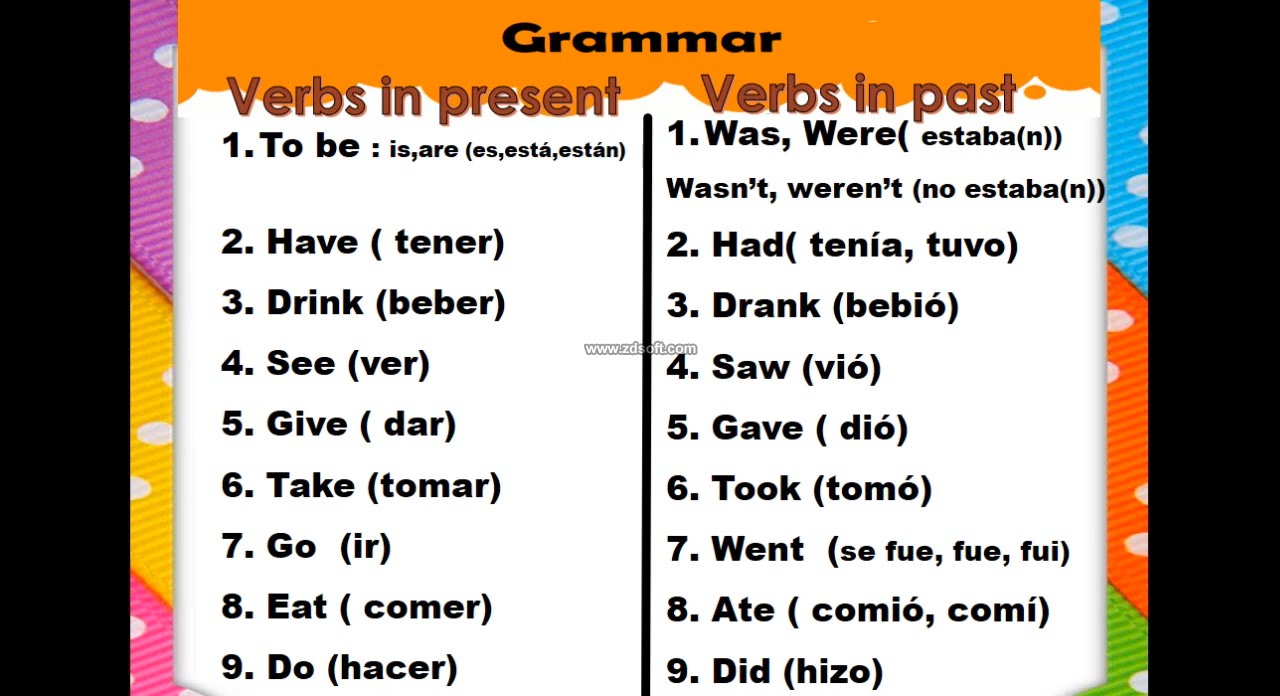 Grammar
Verbs in present
1. To be : is,are (es,está,están)
2. Have ( tener)
3. Drink (beber)
4. See (ver)
5. Give ( dar)
6. Take (tomar)
7. Go (ir)
8. Eat ( comer)
9. Do (hacer)
Verbs in past
1. Was, Were( estaba(n))
Wasn’t, weren’t (no estaba(n))
2. Had( tenía, tuvo)
3. Drank (bebió)
4. Saw (vió)
5. Gave ( dió)
6. Took (tomó)
7. Went (se fue, fue, fui)
8. Ate ( comió, comí)
9. Did (hizo)
www.zdsoft.com